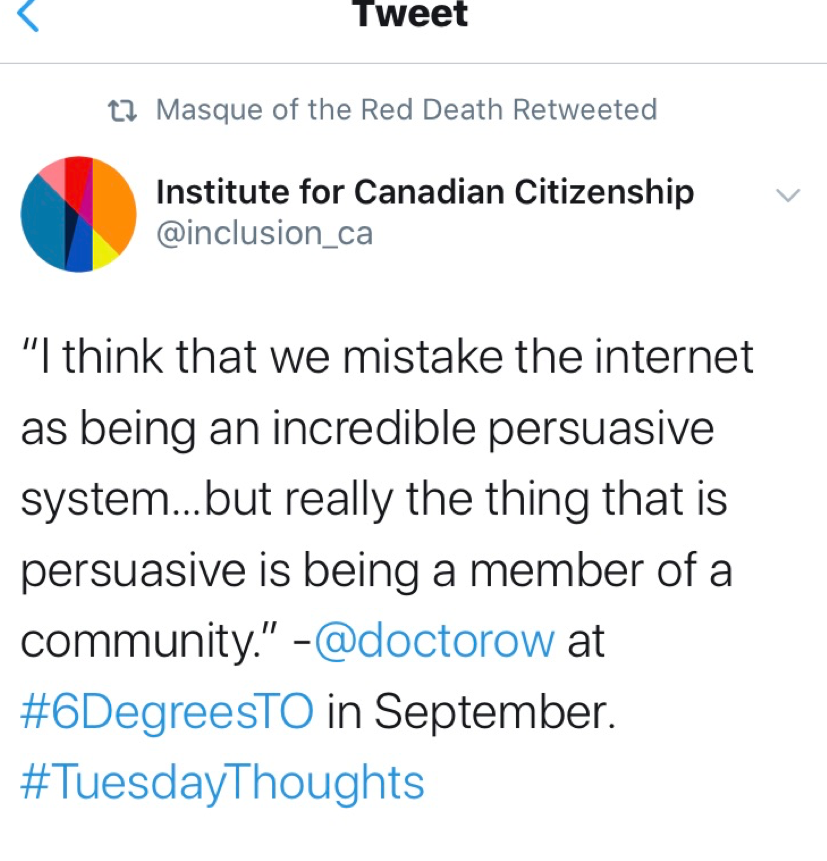 Tweet
Masque of the Red Death Retweeted
Institute for Canadian Citizenship
@inclusion_ca
“I think that we mistake the internet
as being an incredible persuasive
system...but really the thing that is
persuasive is being a member of a
community.” -@doctorow at
#6DegreesTO in September.
#TuesdayThoughts